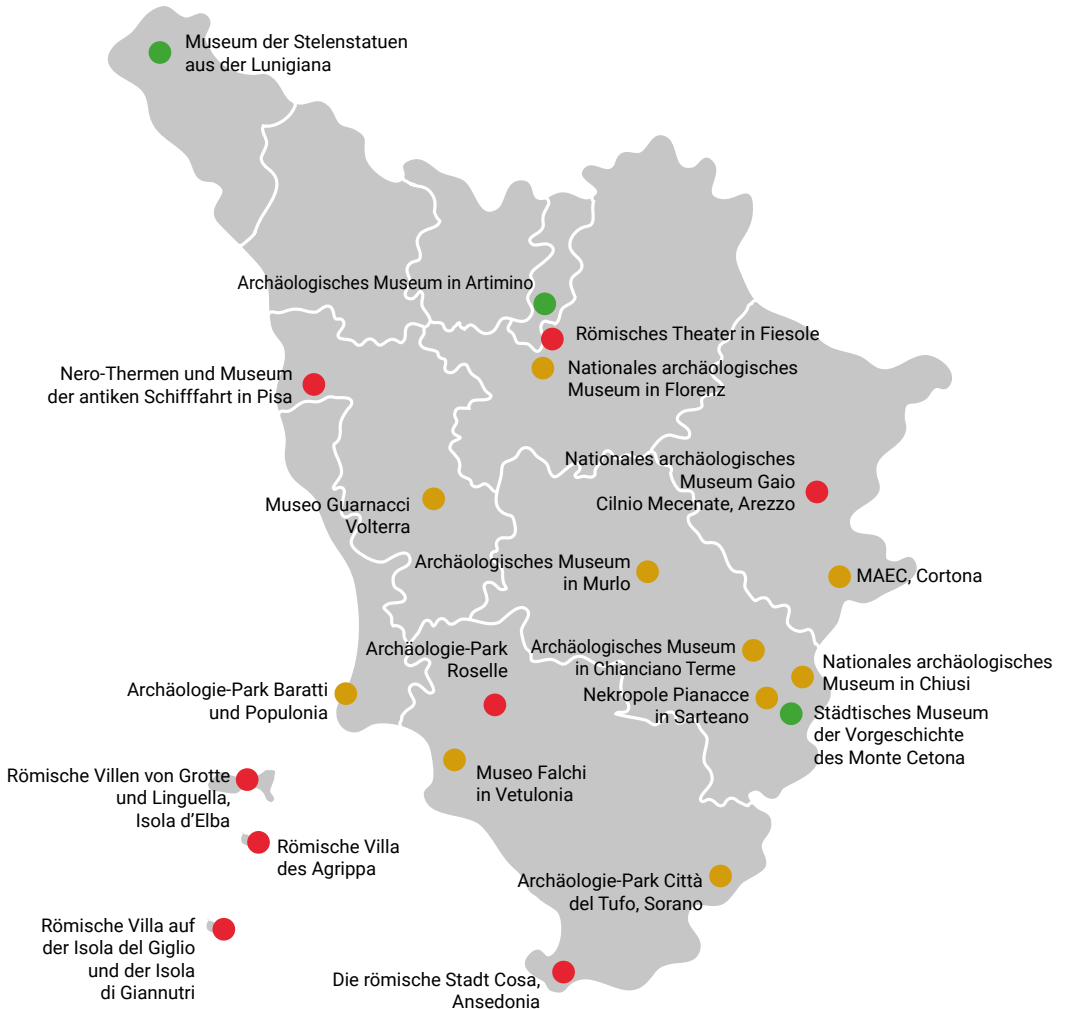 Museum der Stelenstatuen
aus der Lunigiana
Archäologisches Museum in Artimino
Römisches Theater in Fiesole
Nationales archäologisches
Museum in Florenz
Nero-Thermen und Museum
der antiken Schifffahrt in Pisa
Nationales archäologisches
Museum Gaio
Cilnio Mecenate, Arezzo
Museo Guarnacci
Volterra
Archäologisches Museum
in Murlo
MAEC, Cortona
Archäologie-Park
Roselle
Archäologisches Museum
in Chianciano Terme
Nationales archäologisches
Museum in Chiusi
Nekropole Pianacce
in Sarteano
Archäologie-Park Baratti
und Populonia
Städtisches Museum
der Vorgeschichte
des Monte Cetona
Museo Falchi
in Vetulonia
Römische Villen von Grotte
und Linguella,
Isola d’Elba
Römische Villa
des Agrippa
Archäologie-Park Città
del Tufo, Sorano
Römische Villa auf
der Isola del Giglio
und der Isola
di Giannutri
Die römische Stadt Cosa,
Ansedonia